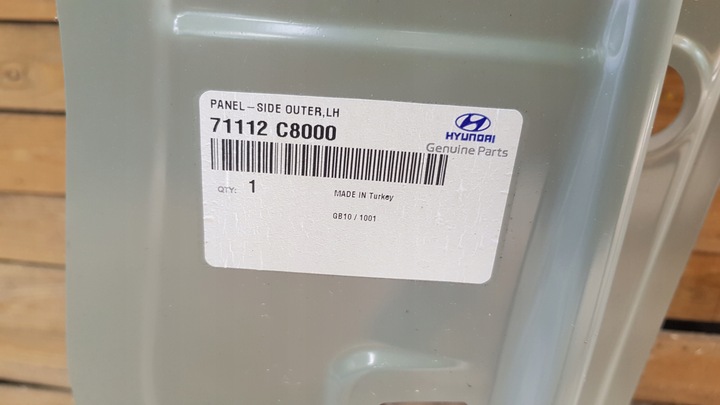 PANEL-SIDE OUTER,LH
71112 C8000
HYUNDAI
Genuine Parts
QTY: 1
MADE IN Turkey
GB10 / 1001